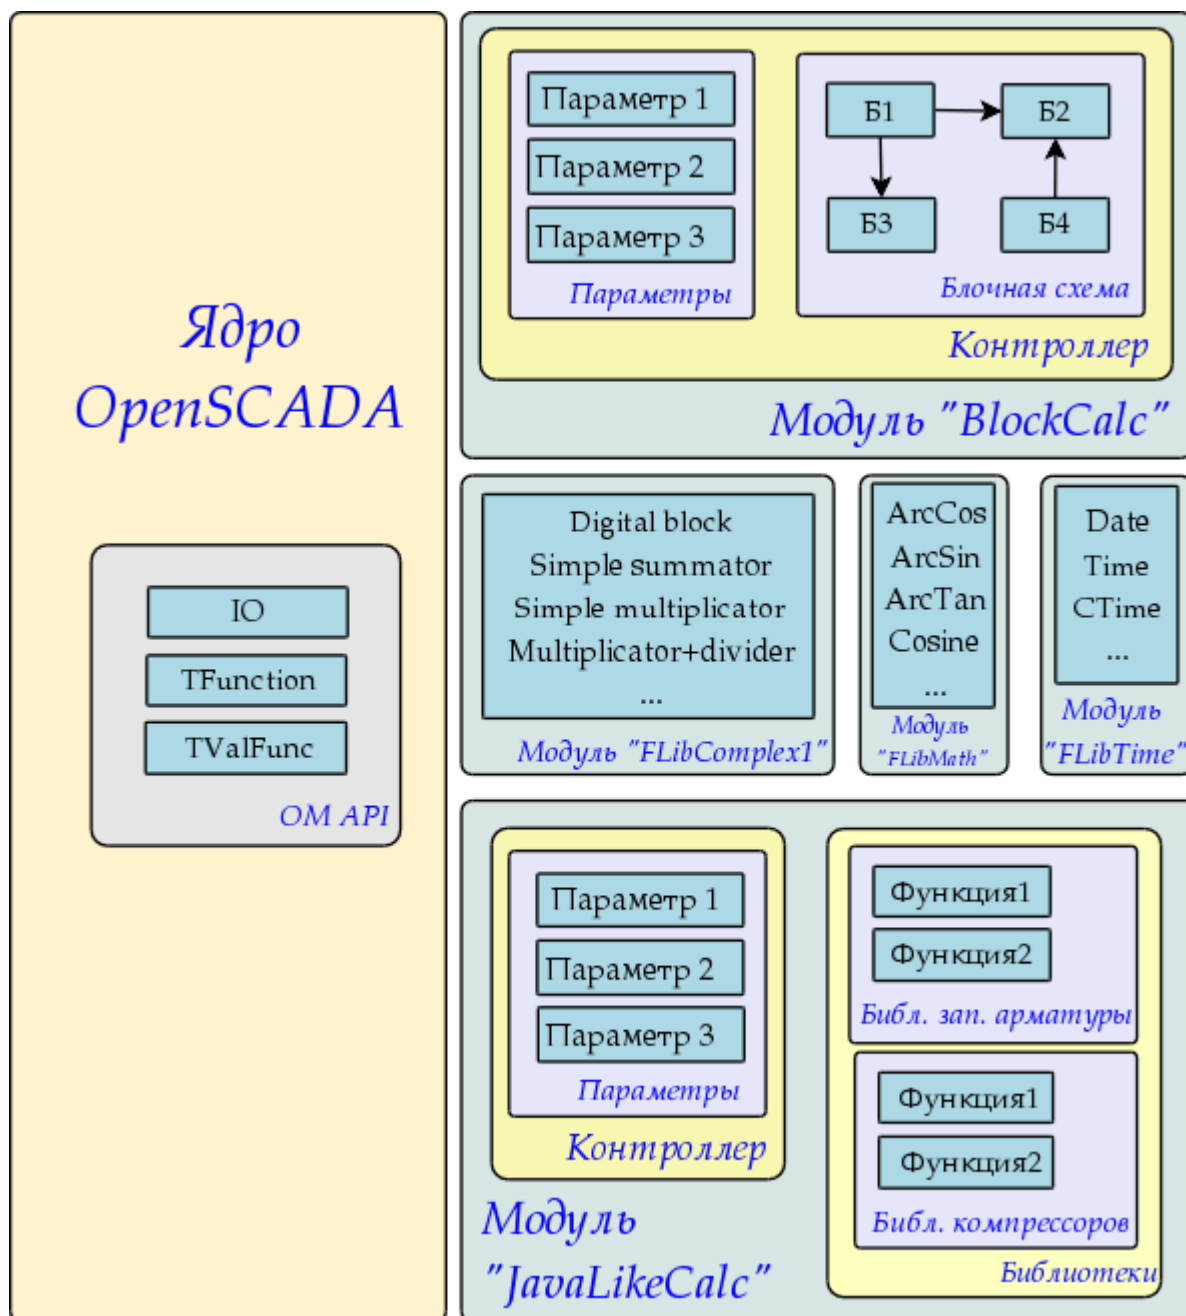 Ядро
OpenSCADA
IO
TFunction
TValFunc
OM API
Параметр 1
Параметр 2
Параметр 3
Параметры
Б1
Б2
Б3
Б4
Блочная схема
Контроллер
Модуль "BlockCalc"
Digital block
Simple summator
Simple multiplicator
Multiplicator+divider
...
Модуль "FLibComplex1"
ArcCos
ArcSin
ArcTan
Cosine
...
Модуль
"FLibMath"
Date
Time
CTime
...
Модуль
"FLibTime"
Параметр 1
Параметр 2
Параметр 3
Параметры
Контроллер
Функция1
Функция2
Библ. зап. арматуры
Функция1
Функция2
Библ. компрессоров
Библиотеки
Модуль
"JavaLikeCalc"